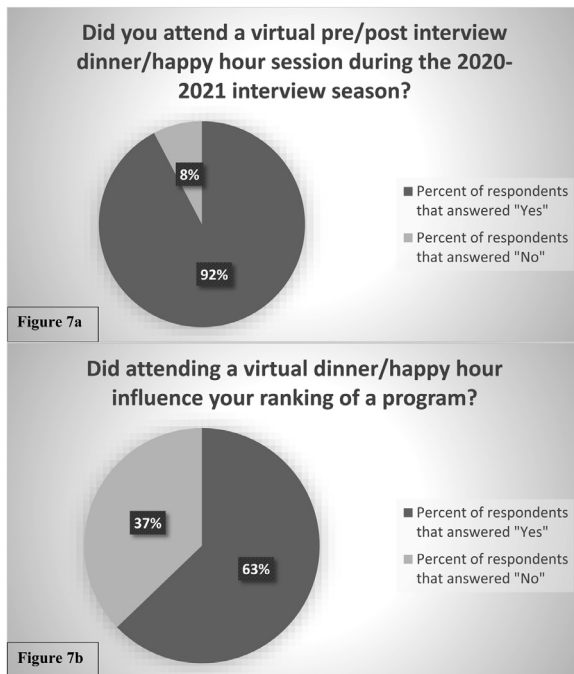 Did you attend a virtual pre/post interview
dinner/happy hour session during the 2020-
2021 interview season?
8%
92%
Percent of respondents
that answered "Yes"
Percent of respondents
that answered "No"
Figure 7a
Did attending a virtual dinner/happy hour
influence your ranking of a program?
37%
63%
Percent of respondents
that answered "Yes"
Percent of respondents
that answered "No"
Figure 7b